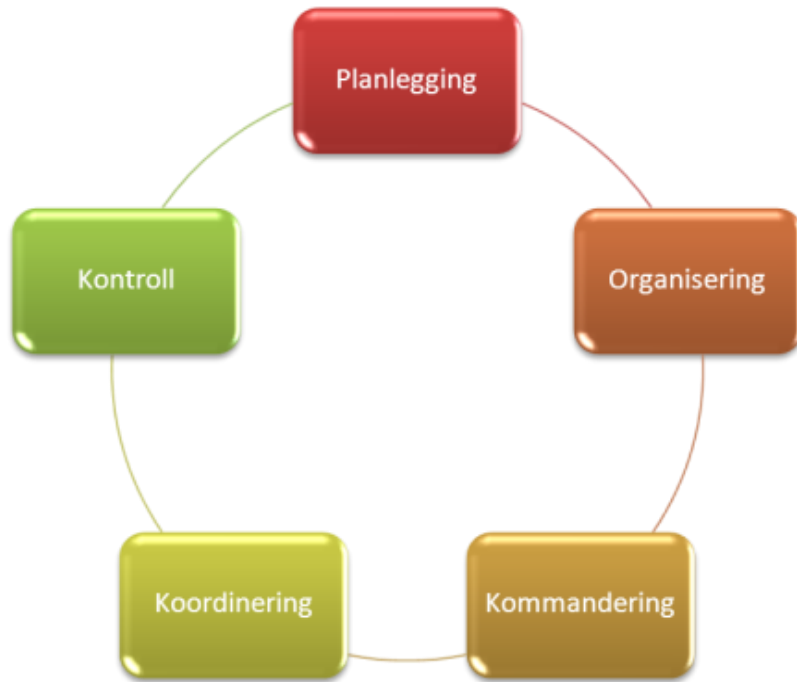 Planlegging
Organisering
Kommandering
Koordinering
Kontroll